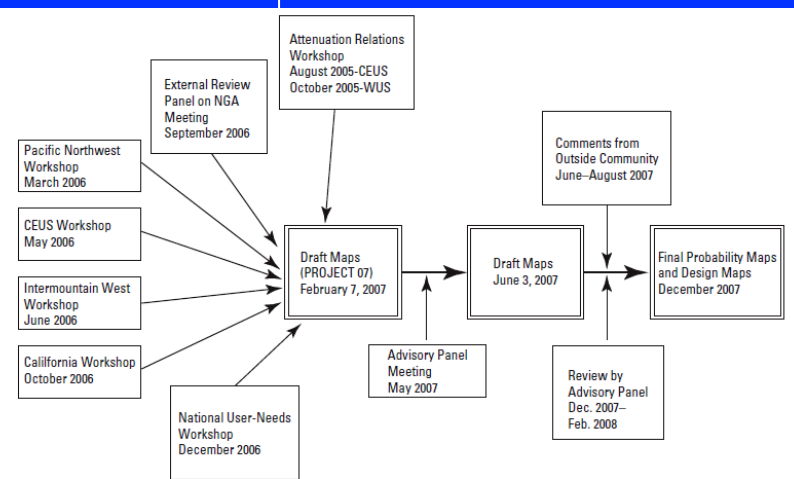 Attenuation Relations
Workshop
August 2005-CEUS
October 2005-WUS
External Review
Panel on NGA
Meeting
September 2006
Pacific Northwest
Workshop
March 2006
CEUS Workshop
May 2006
Intermountain West
Workshop
June 2006
Calilfornia Workshop
October 2006
National User-Needs
Workshop
December 2006
Draft Maps
(PROJECT 07)
February 7, 2007
Advisory Panel
Meeting
May 2007
Draft Maps
June 3, 2007
Comments from
Outside Community
June–August 2007
Review by
Advisory Panel
Dec. 2007–
Feb. 2008
Final Probability Maps
and Design Maps
December 2007